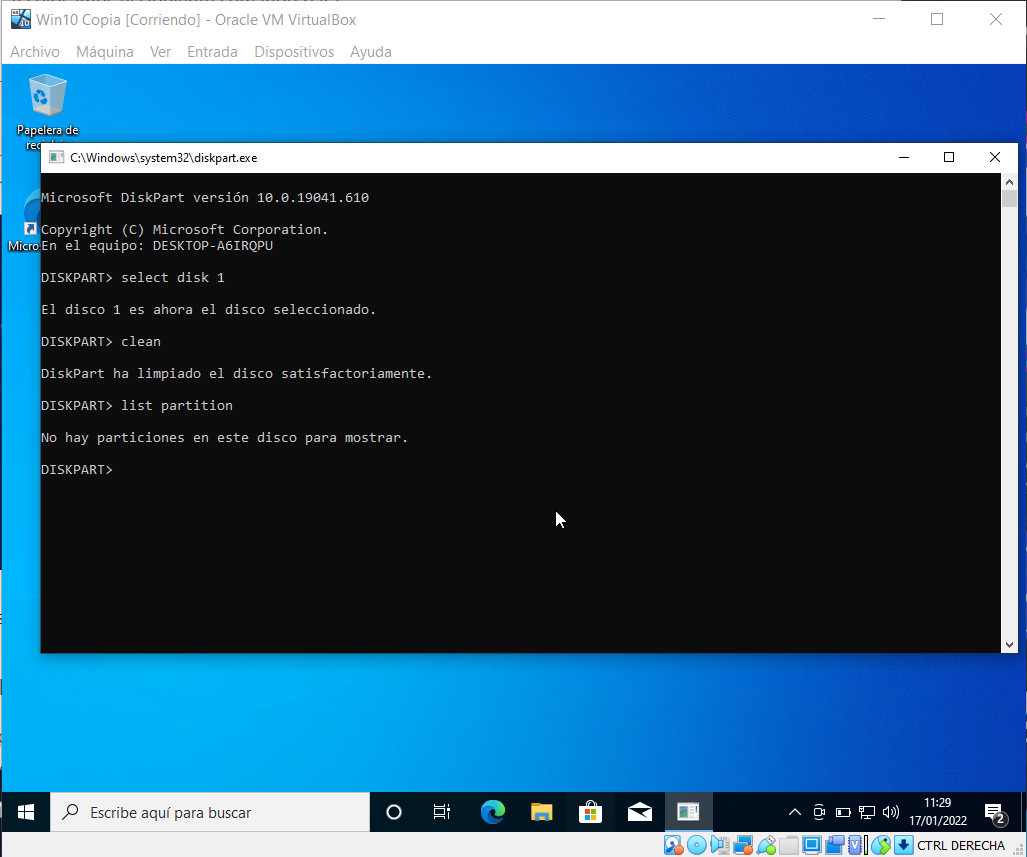 Win10 Copia [Corriendo] - Oracle VM VirtualBox
Archivo Máquina Ver Entrada Dispositivos Ayuda
Papelera de
C:\Windows\system32\diskpart.exe
Microsoft DiskPart versión 10.0.19041.610
Copyright (C) Microsoft Corporation.
En el equipo: DESKTOP-A6IRQPU
Micro
DISKPART> select disk 1
El disco 1 es ahora el disco seleccionado.
DISKPART> clean
DiskPart ha limpiado el disco satisfactoriamente.
DISKPART> list partition
No hay particiones en este disco para mostrar.
DISKPART>
Escribe aquí para buscar
11:29
17/01/2022
2
CTRL DERECHA